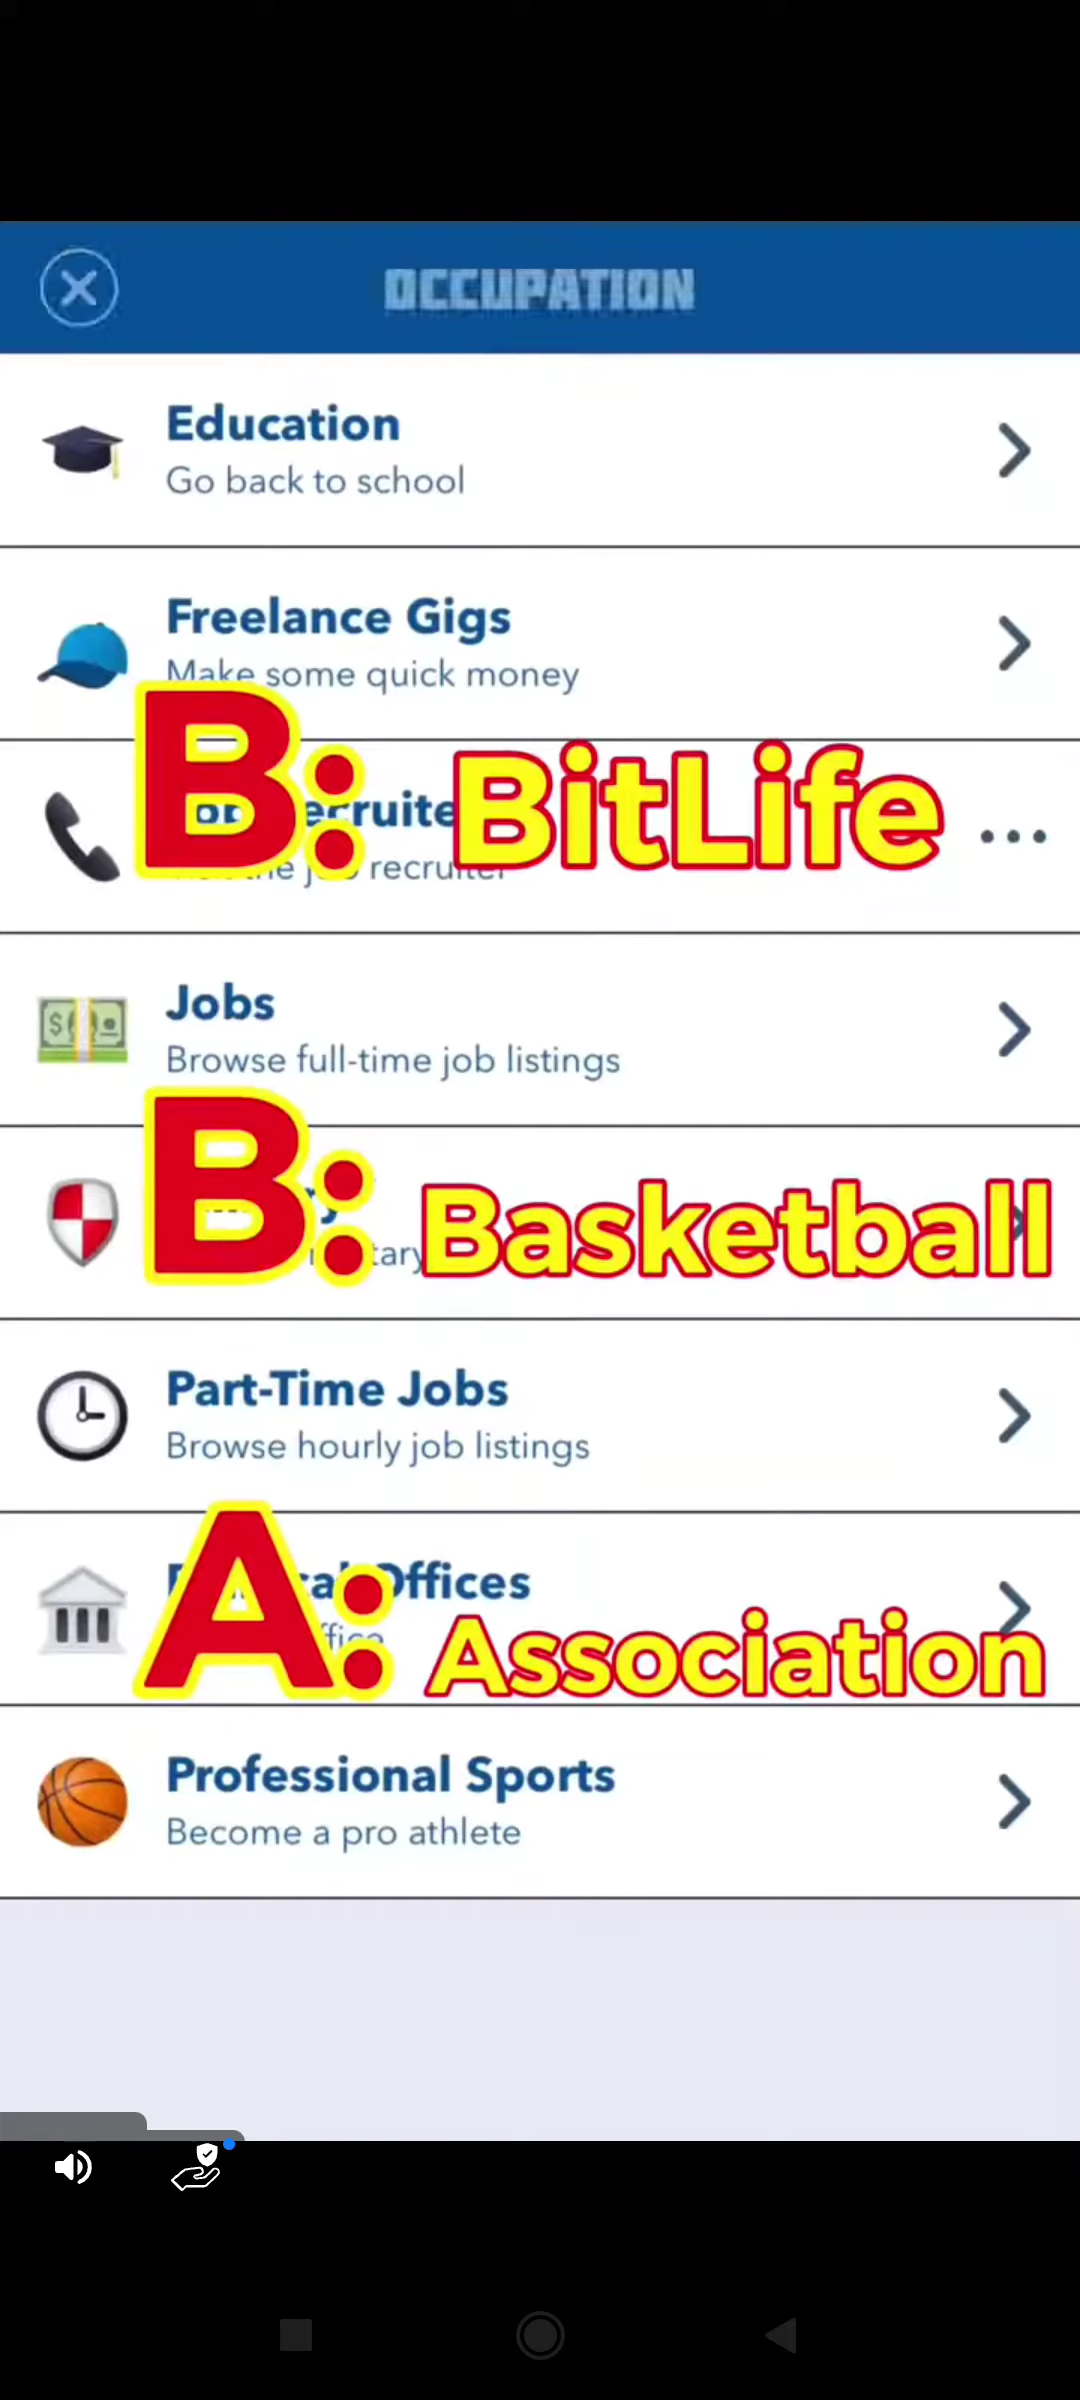 OCCUPATION
Education
Go back to school
Freelance Gigs
Make some quick money
B: BitLife
recruiter
Jobs
Browse full-time job listings
B: Basketball
Part-Time Jobs
Browse hourly job listings
Offices
A: Association
Professional Sports
Become a pro athlete